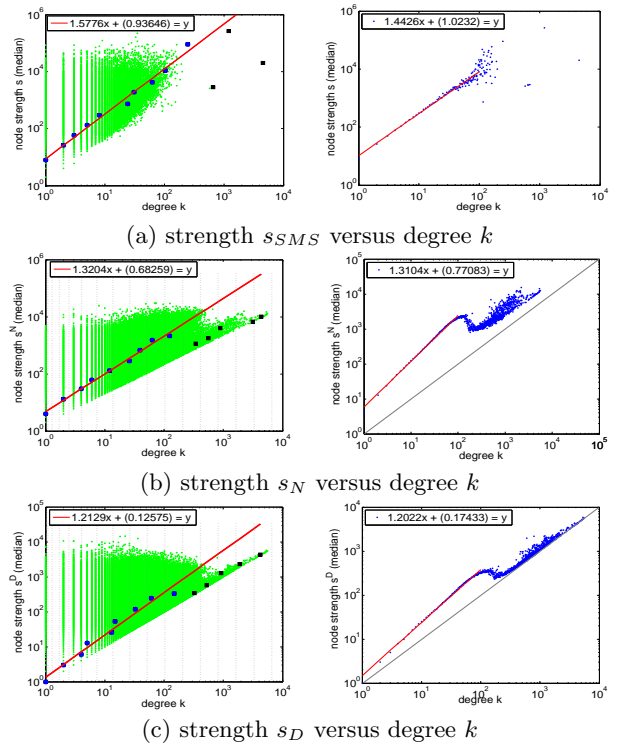 1.5776x + (0.93646) = y
1.4426x + (1.0232) = y
node strength s (median)
node strength s (median)
10^6
10^4
10^2
10^0
10^6
10^4
10^2
10^0
10^0 10^1 10^2 10^3 10^4
10^0 10^1 10^2 10^3 10^4
degree k
degree k
(a) strength s_SMS versus degree k
1.3204x + (0.68259) = y
1.3104x + (0.77083) = y
node strength s^N (median)
node strength s^N (median)
10^6
10^4
10^2
10^0
10^5
10^4
10^3
10^2
10^1
10^0
10^0 10^1 10^2 10^3 10^4
10^0 10^1 10^2 10^3 10^4 10^5
degree k
degree k
(b) strength s_N versus degree k
1.2129x + (0.12575) = y
1.2022x + (0.17433) = y
node strength s^D (median)
node strength s^D (median)
10^5
10^4
10^3
10^2
10^1
10^0
10^4
10^3
10^2
10^1
10^0
10^0 10^1 10^2 10^3 10^4
10^0 10^1 10^2 10^3 10^4
degree k
degree k
(c) strength s_D versus degree k